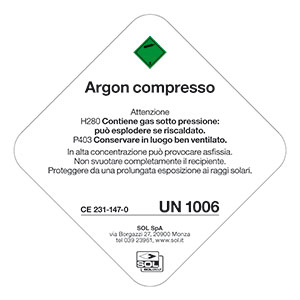 Argon compresso
Attenzione
H280 Contiene gas sotto pressione:
può esplodere se riscaldato.
P403 Conservare in luogo ben ventilato.
In alta concentrazione può provocare asfissia.
Non svuotare completamente il recipiente.
Proteggere da una prolungata esposizione ai raggi solari.
CE 231-147-0 UN 1006
SOL SpA
via Borgazzi 27, 20900 Monza
tel 039 23961, www.sol.it
SOL
SOLGROUP